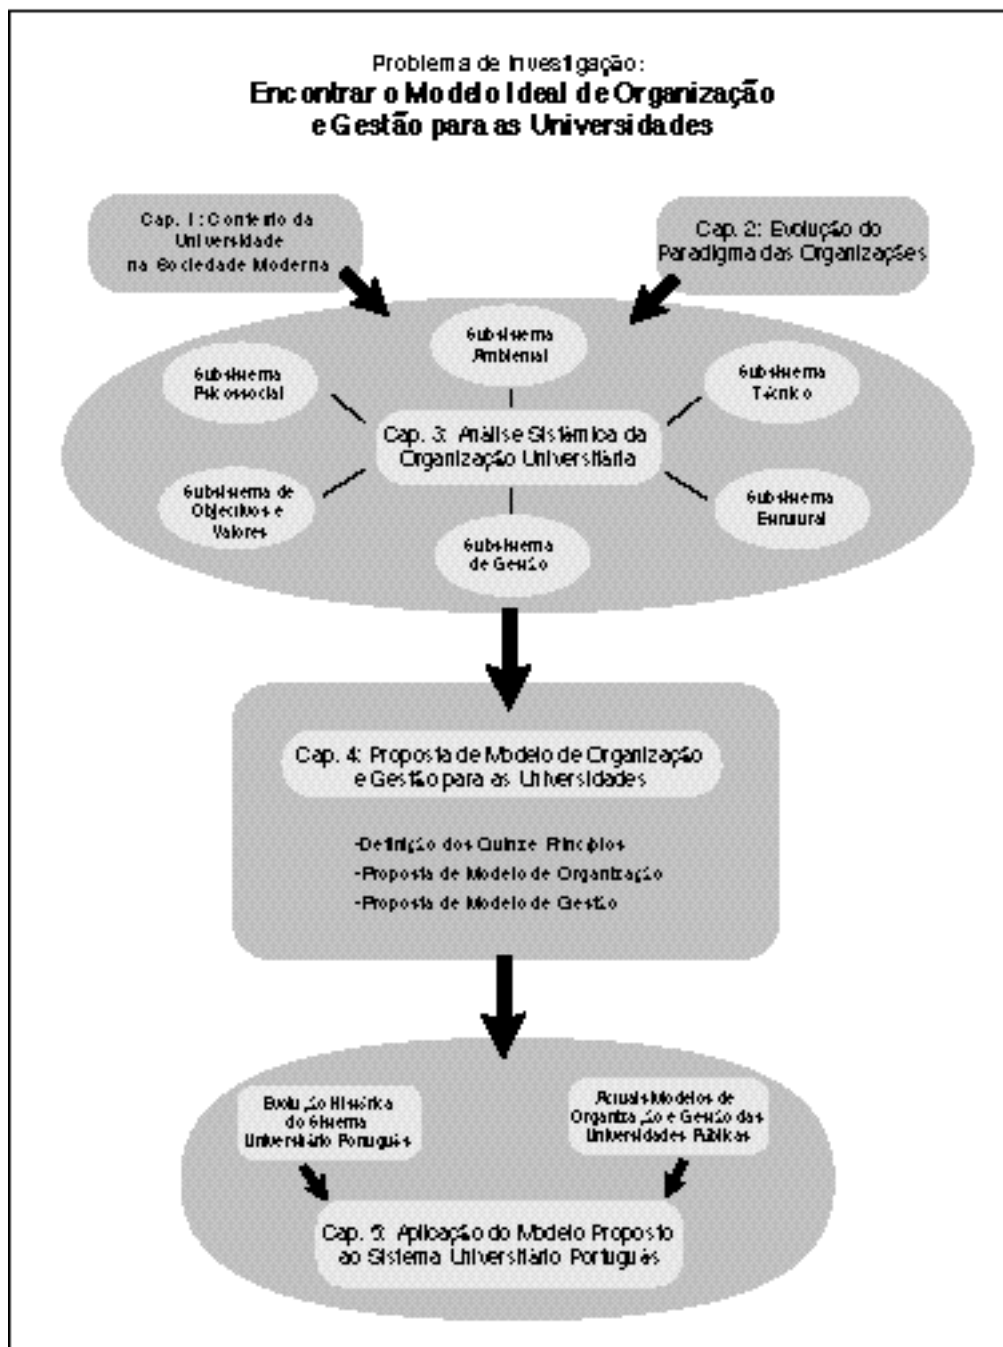 Problema de Investigação:
Encontrar o Modelo Ideal de Organização
e Gestão para as Universidades
Cap. 1: Contexto da
Universidade
na Sociedade Moderna
Cap. 2: Evolução do
Paradigma das Organizações
Subsistema
Ambiental
Subsistema
Psicossocial
Subsistema
Técnico
Cap. 3: Análise Sistémica da
Organização Universitária
Subsistema de
Objectivos e
Valores
Subsistema
Estrutural
Subsistema
de Gestão
Cap. 4: Proposta de Modelo de Organização
e Gestão para as Universidades
-Definição dos Quinze Princípios
-Proposta de Modelo de Organização
-Proposta de Modelo de Gestão
Evolução Histórica
do Sistema
Universitário Português
Actuais Modelos de
Organização e Gestão das
Universidades Públicas
Cap. 5: Aplicação do Modelo Proposto
ao Sistema Universitário Português